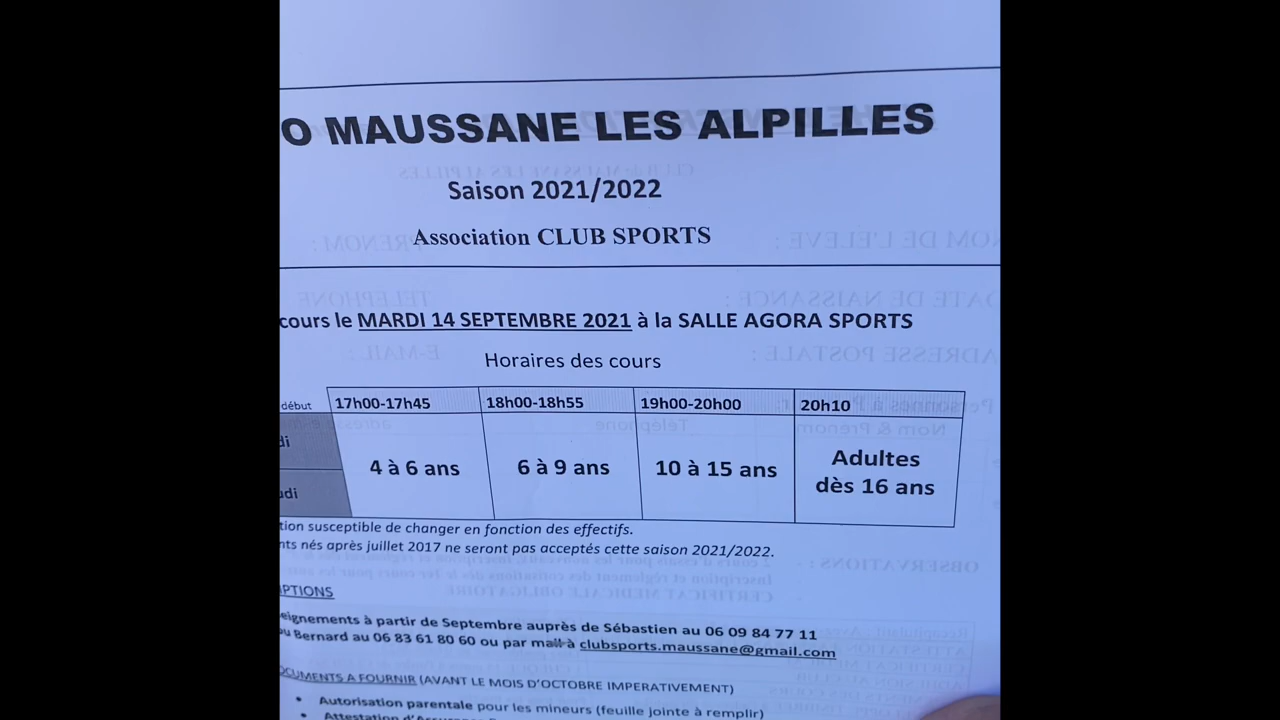 O MAUSSANE LES ALPILLES
Saison 2021/2022
Association CLUB SPORTS
cours le MARDI 14 SEPTEMBRE 2021 à la SALLE AGORA SPORTS
Horaires des cours
début 17h00-17h45 18h00-18h55 19h00-20h00 20h10
di
4 à 6 ans 6 à 9 ans 10 à 15 ans Adultes dès 16 ans
udi
tion susceptible de changer en fonction des effectifs.
nts nés après juillet 2017 ne seront pas acceptés cette saison 2021/2022.
IPTIONS
eignements à partir de Septembre auprès de Sébastien au 06 09 84 77 11
ou Bernard au 06 83 61 80 60 ou par mail à clubsports.maussane@gmail.com
OCUMENTS A FOURNIR (AVANT LE MOIS D'OCTOBRE IMPERATIVEMENT)
• Autorisation parentale pour les mineurs (feuille jointe à remplir)